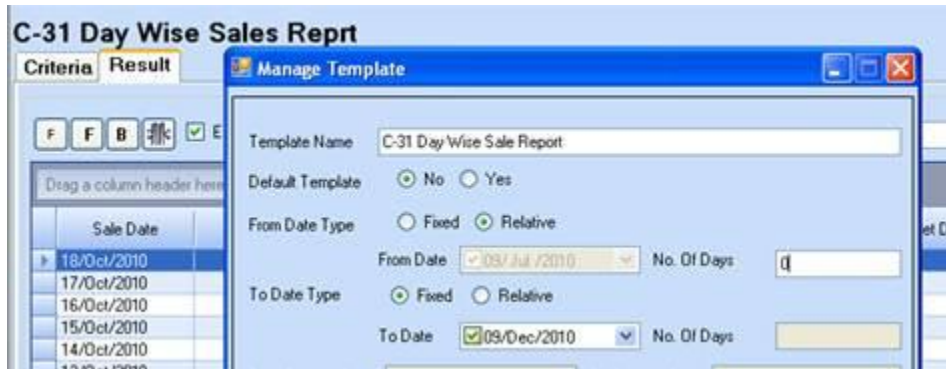 C-31 Day Wise Sales Reprt
Criteria Result
Manage Template
F F B E
Template Name C-31 Day Wise Sale Report
Drag a column header here
Default Template No Yes
Sale Date
From Date Type Fixed Relative
18/Oct/2010
From Date 09/Jul/2010 No. Of Days 0
17/Oct/2010
To Date Type Fixed Relative
16/Oct/2010
15/Oct/2010
To Date 09/Dec/2010 No. Of Days
14/Oct/2010